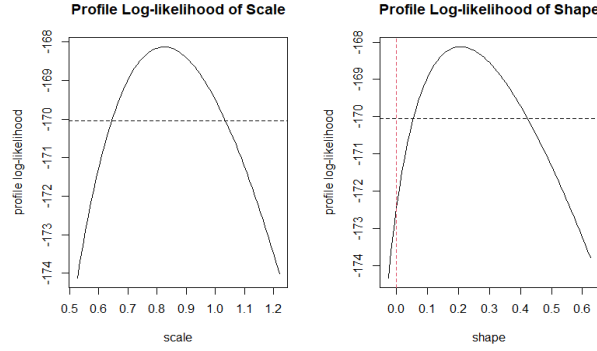 Profile Log-likelihood of Scale
profile log-likelihood
-168
-169
-170
-171
-172
-173
-174
0.5 0.6 0.7 0.8 0.9 1.0 1.1 1.2
scale
Profile Log-likelihood of Shape
profile log-likelihood
-168
-169
-170
-171
-172
-173
-174
0.0 0.1 0.2 0.3 0.4 0.5 0.6
shape